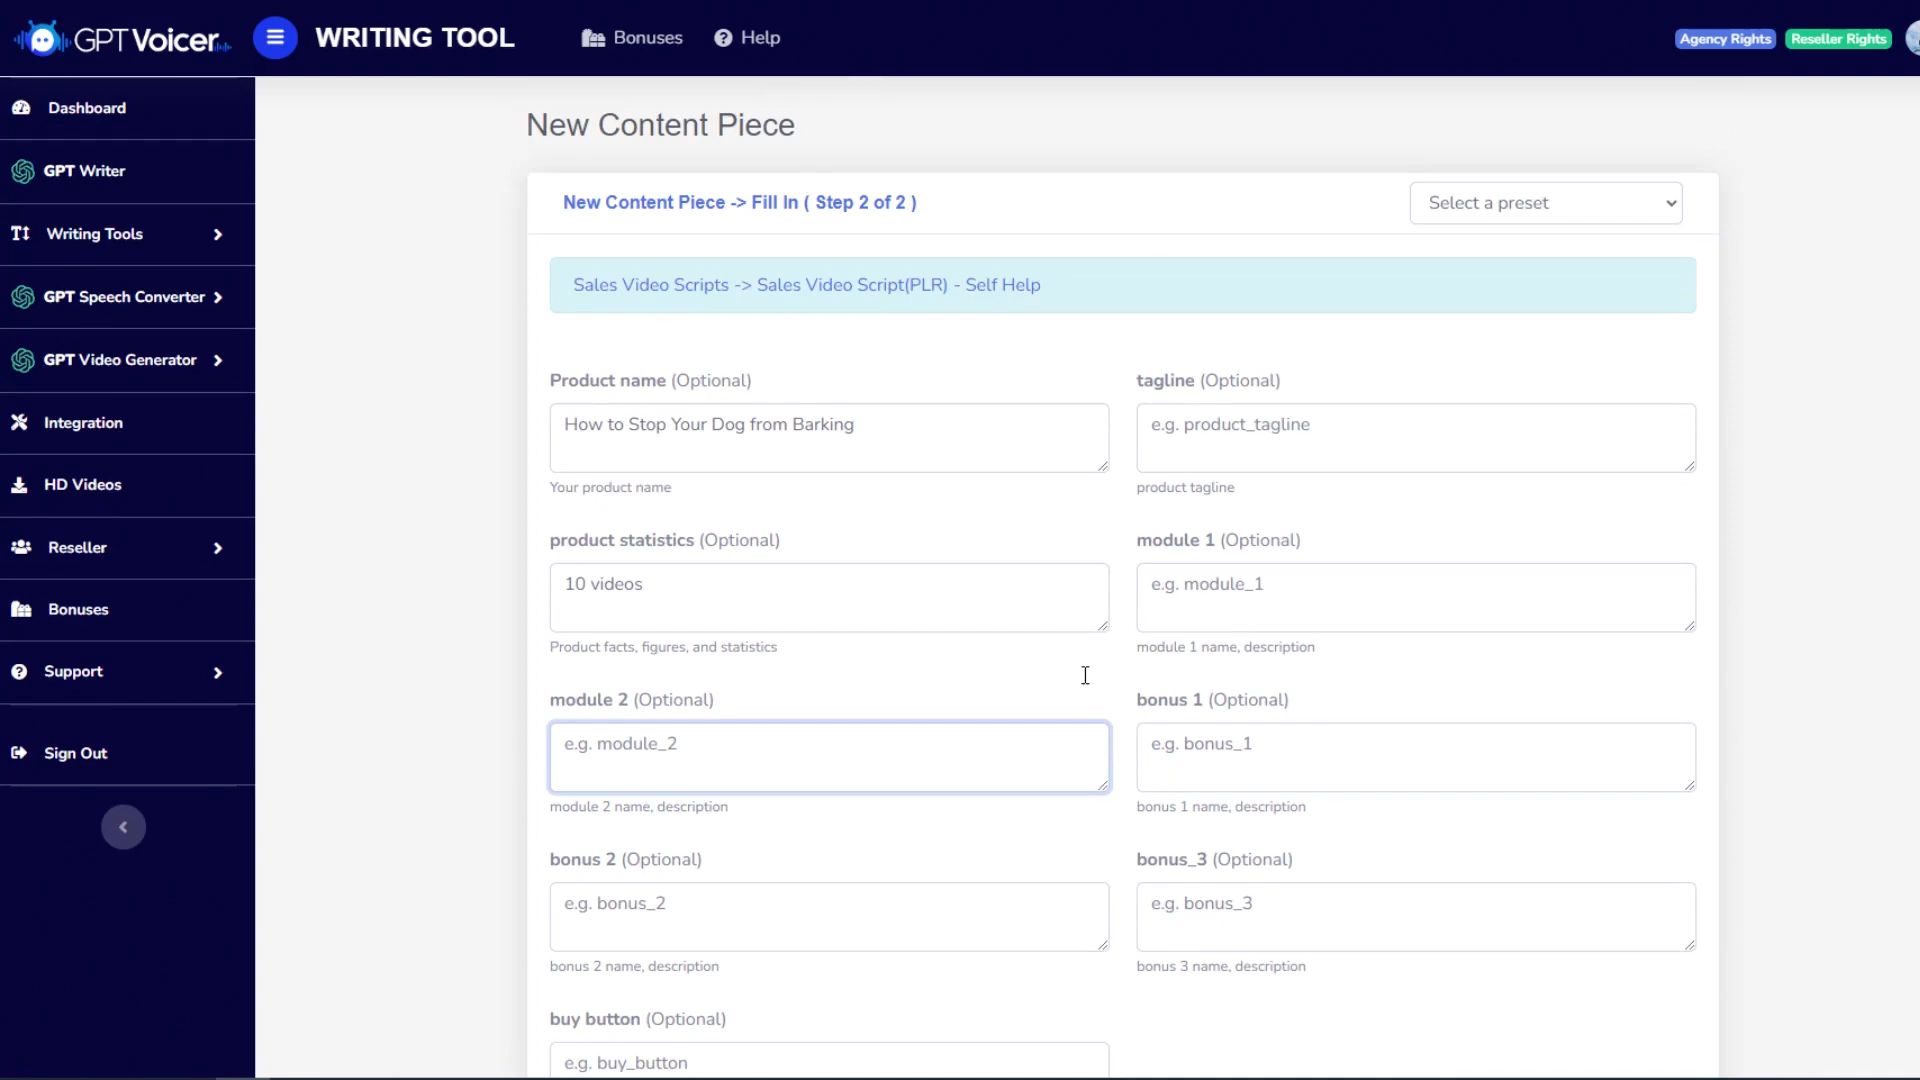 GPT Voicer
WRITING TOOL
Bonuses
Help
Agency Rights
Reseller Rights
Dashboard
GPT Writer
Writing Tools
GPT Speech Converter
GPT Video Generator
Integration
HD Videos
Reseller
Bonuses
Support
Sign Out
New Content Piece
New Content Piece -> Fill In ( Step 2 of 2 )
Select a preset
Sales Video Scripts -> Sales Video Script(PLR) - Self Help
Product name (Optional)
How to Stop Your Dog from Barking
Your product name
tagline (Optional)
e.g. product_tagline
product tagline
product statistics (Optional)
10 videos
Product facts, figures, and statistics
module 1 (Optional)
e.g. module_1
module 1 name, description
module 2 (Optional)
e.g. module_2
module 2 name, description
bonus 1 (Optional)
e.g. bonus_1
bonus 1 name, description
bonus 2 (Optional)
e.g. bonus_2
bonus 2 name, description
bonus_3 (Optional)
e.g. bonus_3
bonus 3 name, description
buy button (Optional)
e.g. buy_button